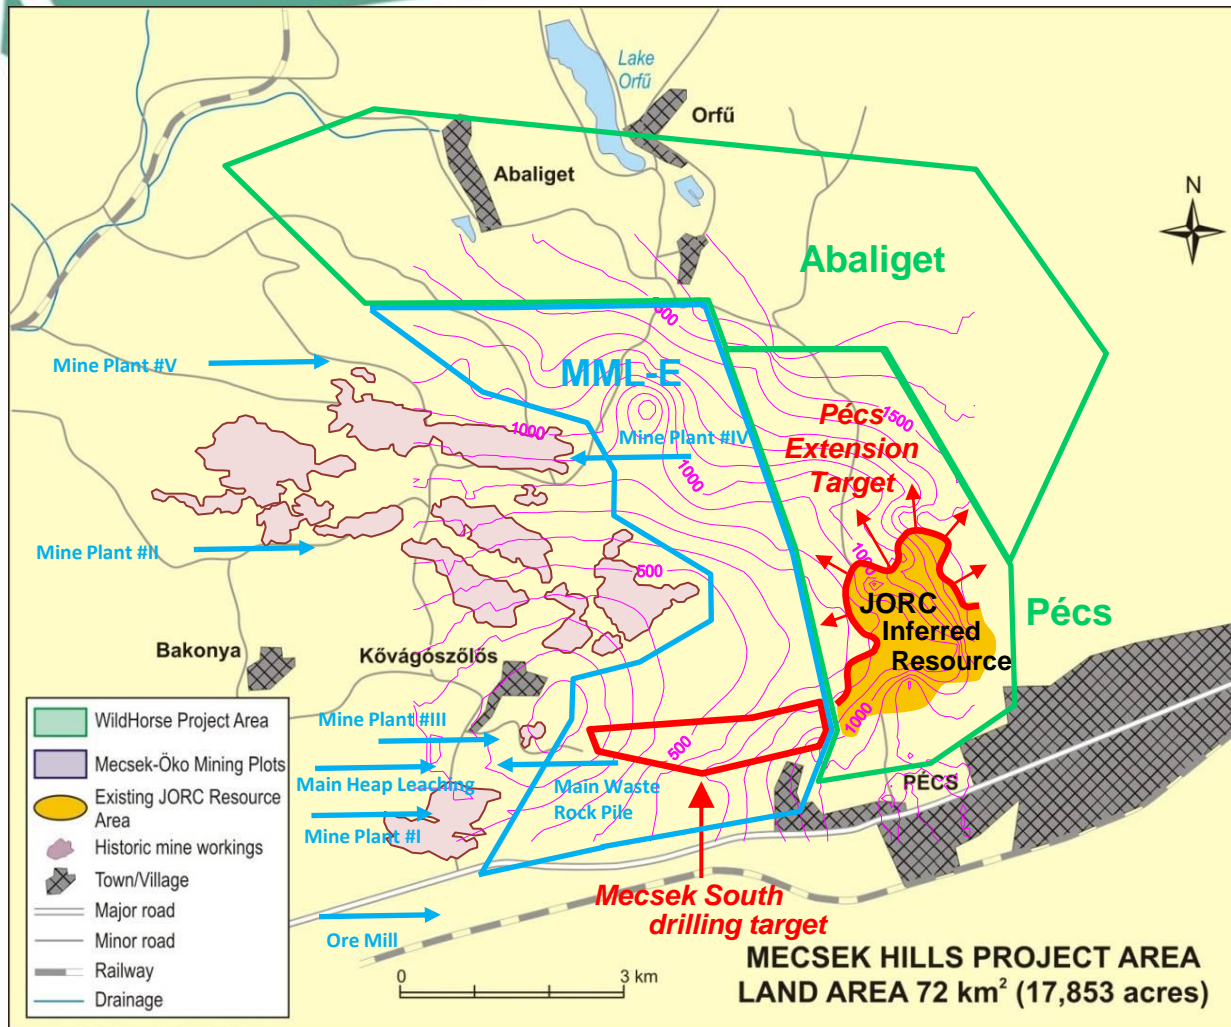 Lake
Orfű
Orfű
Abaliget
N
Abaliget
500
Mine Plant #V
MML-E
1500
Pécs
Extension
Target
1000
Mine Plant #IV
1000
Mine Plant #II
500
1000
JORC
Inferred
Resource
Pécs
Bakonya
Kővágószőlős
WildHorse Project Area
Mecsek-Öko Mining Plots
Existing JORC Resource
Area
Historic mine workings
Town/Village
Major road
Minor road
Railway
Drainage
Mine Plant #III
1000
500
Main Heap Leaching
Main Waste
Rock Pile
PÉCS
Mine Plant #I
Mecsek South
drilling target
Ore Mill
0 3 km
MECSEK HILLS PROJECT AREA
LAND AREA 72 km² (17,853 acres)